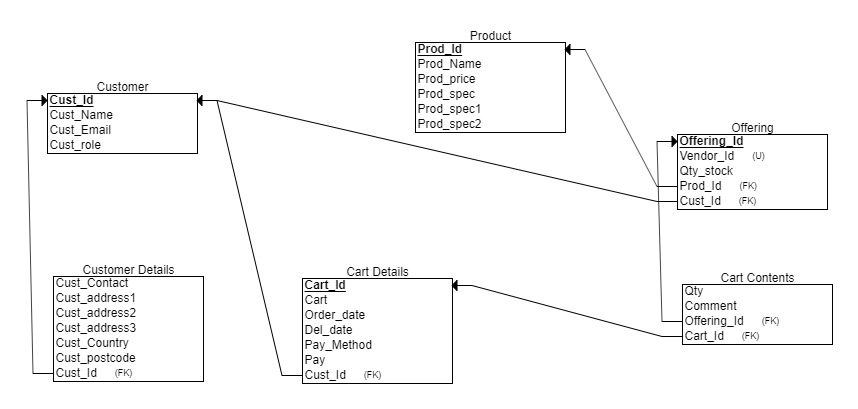 Product
Prod_Id
Prod_Name
Prod_price
Prod_spec
Prod_spec1
Prod_spec2
Customer
Cust_Id
Cust_Name
Cust_Email
Cust_role
Offering
Offering_Id
Vendor_Id (U)
Qty_stock
Prod_Id (FK)
Cust_Id (FK)
Customer Details
Cust_Contact
Cust_address1
Cust_address2
Cust_address3
Cust_Country
Cust_postcode
Cust_Id (FK)
Cart Details
Cart_Id
Cart
Order_date
Del_date
Pay_Method
Pay
Cust_Id (FK)
Cart Contents
Qty
Comment
Offering_Id (FK)
Cart_Id (FK)